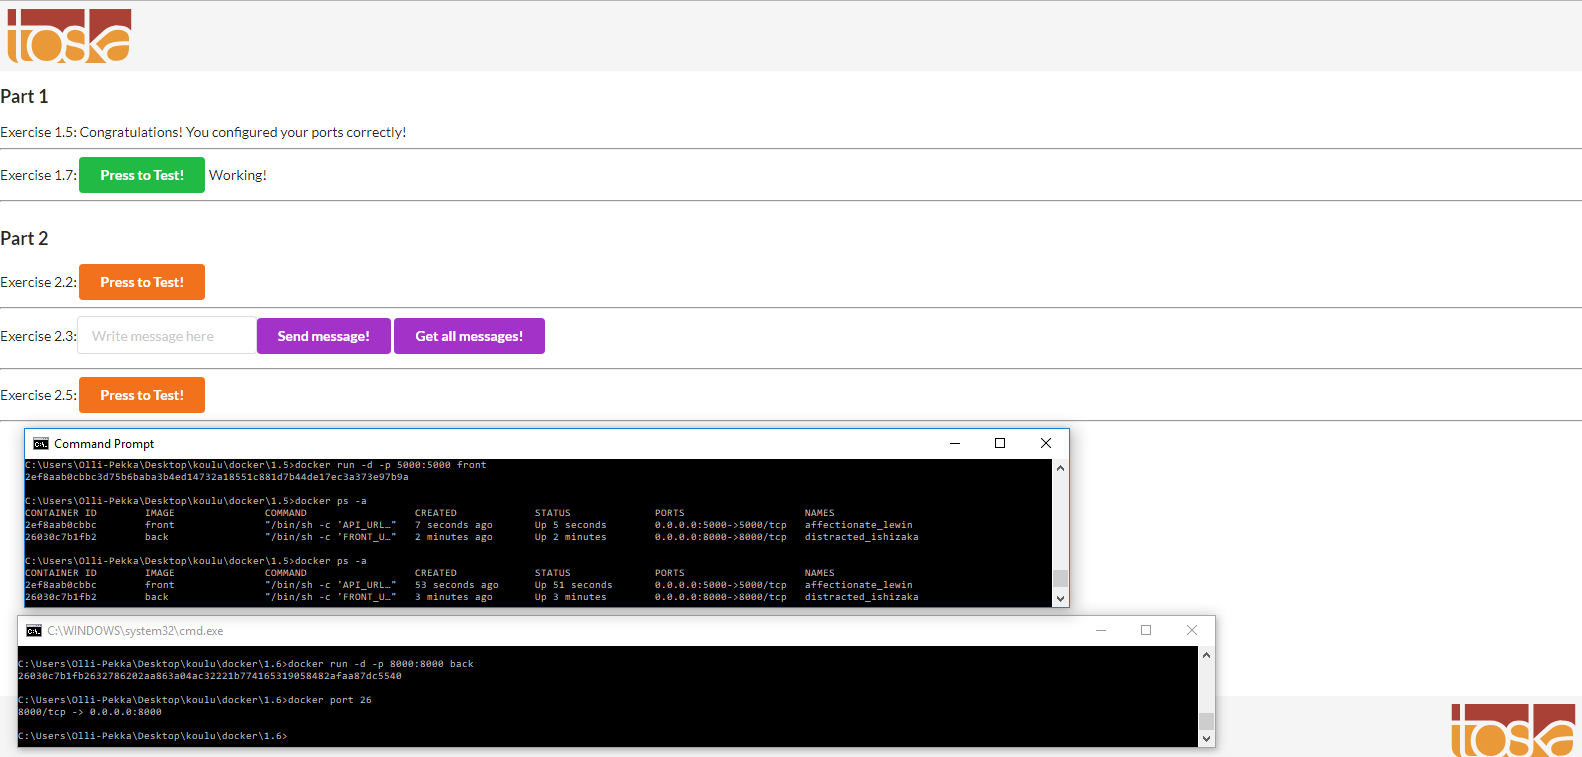 toska
Part 1
Exercise 1.5: Congratulations! You configured your ports correctly!
Exercise 1.7: Press to Test! Working!
Part 2
Exercise 2.2: Press to Test!
Exercise 2.3: Write message here Send message! Get all messages!
Exercise 2.5: Press to Test!
Command Prompt
C:\Users\Olli-Pekka\Desktop\koulu\docker\1.5>docker run -d -p 5000:5000 front
2ef8aab0cbbc3d75b6baba3b4ed14732a18551c881d7b44de17ec3a373e97b9a
C:\Users\Olli-Pekka\Desktop\koulu\docker\1.5>docker ps -a
CONTAINER ID IMAGE COMMAND CREATED STATUS PORTS NAMES
2ef8aab0cbbc front "/bin/sh -c 'API_URL…" 7 seconds ago Up 5 seconds 0.0.0.0:5000->5000/tcp affectionate_lewin
26030c7b1fb2 back "/bin/sh -c 'FRONT_U…" 2 minutes ago Up 2 minutes 0.0.0.0:8000->8000/tcp distracted_ishizaka
C:\Users\Olli-Pekka\Desktop\koulu\docker\1.5>docker ps -a
CONTAINER ID IMAGE COMMAND CREATED STATUS PORTS NAMES
2ef8aab0cbbc front "/bin/sh -c 'API_URL…" 53 seconds ago Up 51 seconds 0.0.0.0:5000->5000/tcp affectionate_lewin
26030c7b1fb2 back "/bin/sh -c 'FRONT_U…" 3 minutes ago Up 3 minutes 0.0.0.0:8000->8000/tcp distracted_ishizaka
C:\WINDOWS\system32\cmd.exe
C:\Users\Olli-Pekka\Desktop\koulu\docker\1.6>docker run -d -p 8000:8000 back
26030c7b1fb2632786202aa863a04ac32221b774165319058482afaa87dc5540
C:\Users\Olli-Pekka\Desktop\koulu\docker\1.6>docker port 26
8000/tcp -> 0.0.0.0:8000
C:\Users\Olli-Pekka\Desktop\koulu\docker\1.6>
toska